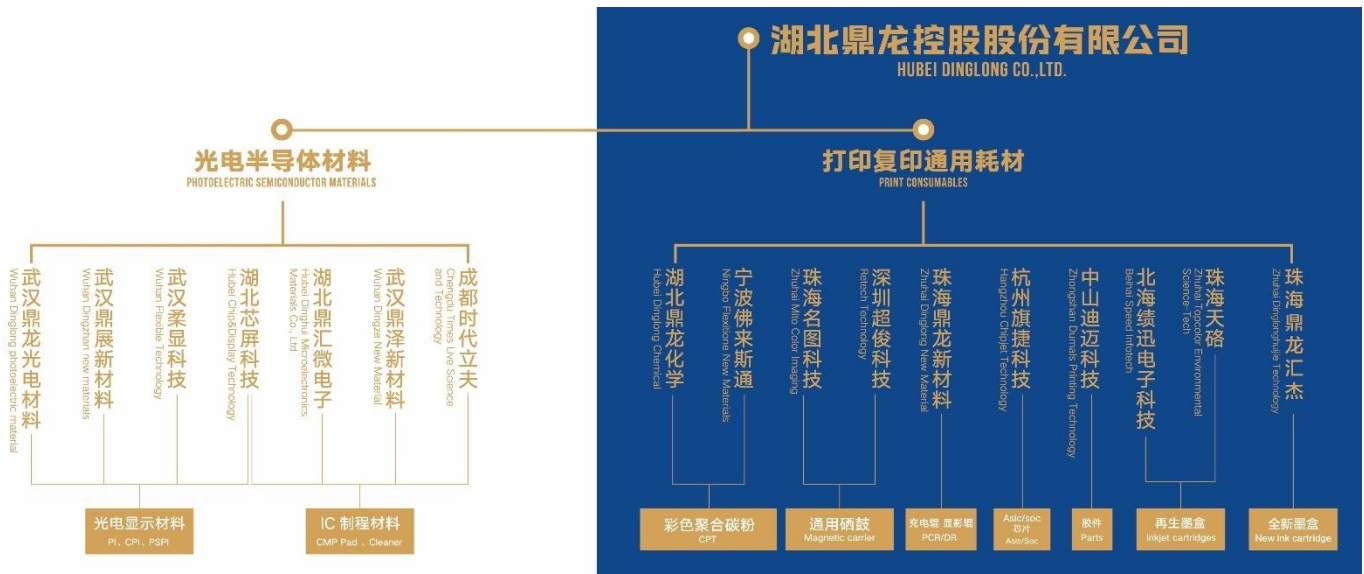 湖北鼎龙控股股份有限公司
HUBEI DINGLONG CO.,LTD.
光电半导体材料
PHOTOELECTRIC SEMICONDUCTOR MATERIALS
打印复印通用耗材
PRINT CONSUMABLES
武汉鼎龙光电材料
Wuhan Dinglong photoelectric material
武汉鼎展新材料
Wuhan Dingzhan new materials
武汉柔显科技
Wuhan Flexible Technology
湖北芯屏科技
Hubei Chip&Display Technology
湖北鼎汇微电子
Hubei Dinghui Microelectronics
Materials Co., Ltd
武汉鼎泽新材料
Wuhan Dingze New Material
成都时代立夫
Chengdu Times Live Science
and Technology
湖北鼎龙化学
Hubei Dinglong Chemical
宁波佛来斯通
Ningbo Flexitone New Materials
珠海名图科技
Zhuhai Mito Color Imaging
深圳超俊科技
Retech Technology
珠海鼎龙新材料
Zhuhai Dinglong New Material
杭州旗捷科技
Hangzhou Chipjet Technology
中山迪迈科技
Zhongshan Dumals Printing Technology
北海绩迅电子科技
Beihai Speed Infotech
珠海天硌
Zhuhai Topcolor Environmental
Science-Tech
珠海鼎龙汇杰
Zhuhai Dinglonghuijie Technology
光电显示材料
PI、CPI、PSPI
IC 制程材料
CMP Pad 、Cleaner
彩色聚合碳粉
CPT
通用硒鼓
Magnetic carrier
充电辊 显影辊
PCR/DR
Asic/soc
芯片
Asis/Soc
胶件
Parts
再生墨盒
Inkjet cartridges
全新墨盒
New ink cartridge